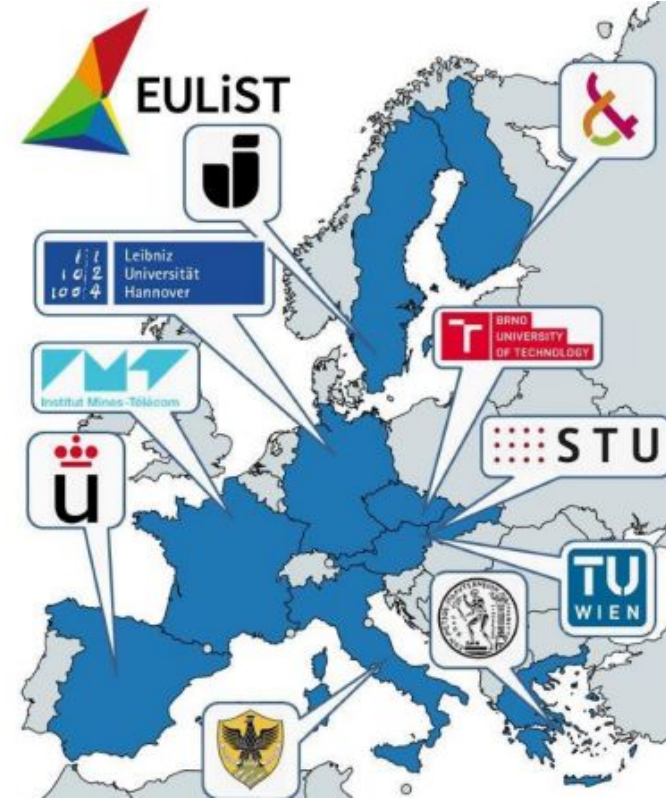 EULiST
Leibniz
Universität
Hannover
BRNO
UNIVERSITY
OF TECHNOLOGY
T
Institut Mines-Télécom
STU
ü
TU
WIEN